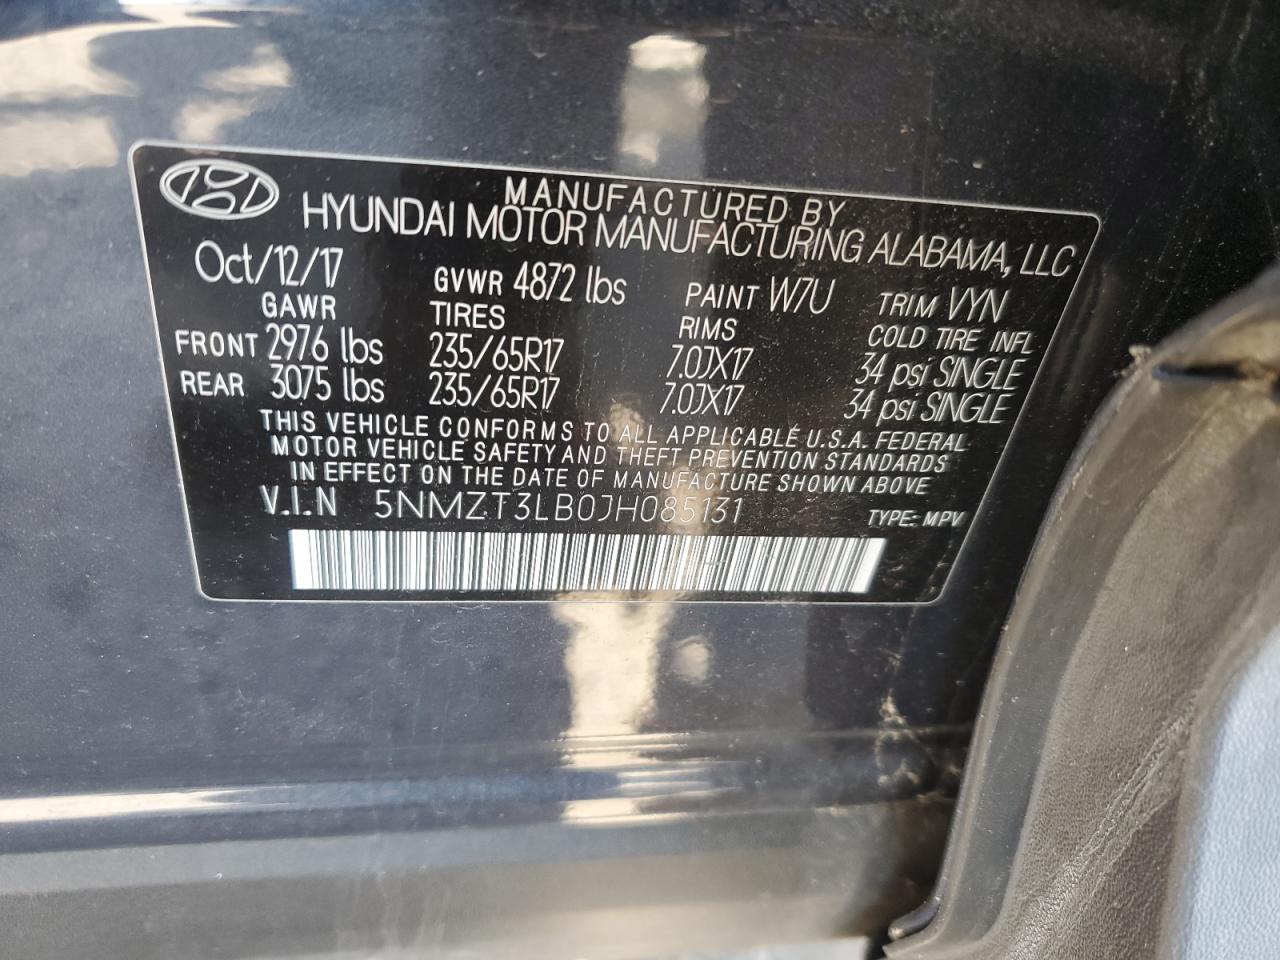 MANUFACTURED BY
HYUNDAI MOTOR MANUFACTURING ALABAMA, LLC
Oct/12/17 GVWR 4872 lbs PAINT W7U TRIM VYN
GAWR TIRES RIMS COLD TIRE INFL
FRONT 2976 lbs 235/65R17 7.0JX17 34 psi SINGLE
REAR 3075 lbs 235/65R17 7.0JX17 34 psi SINGLE
THIS VEHICLE CONFORMS TO ALL APPLICABLE U.S.A. FEDERAL
MOTOR VEHICLE SAFETY AND THEFT PREVENTION STANDARDS
IN EFFECT ON THE DATE OF MANUFACTURE SHOWN ABOVE
V.I.N 5NMZT3LB0JH085131 TYPE: MPV